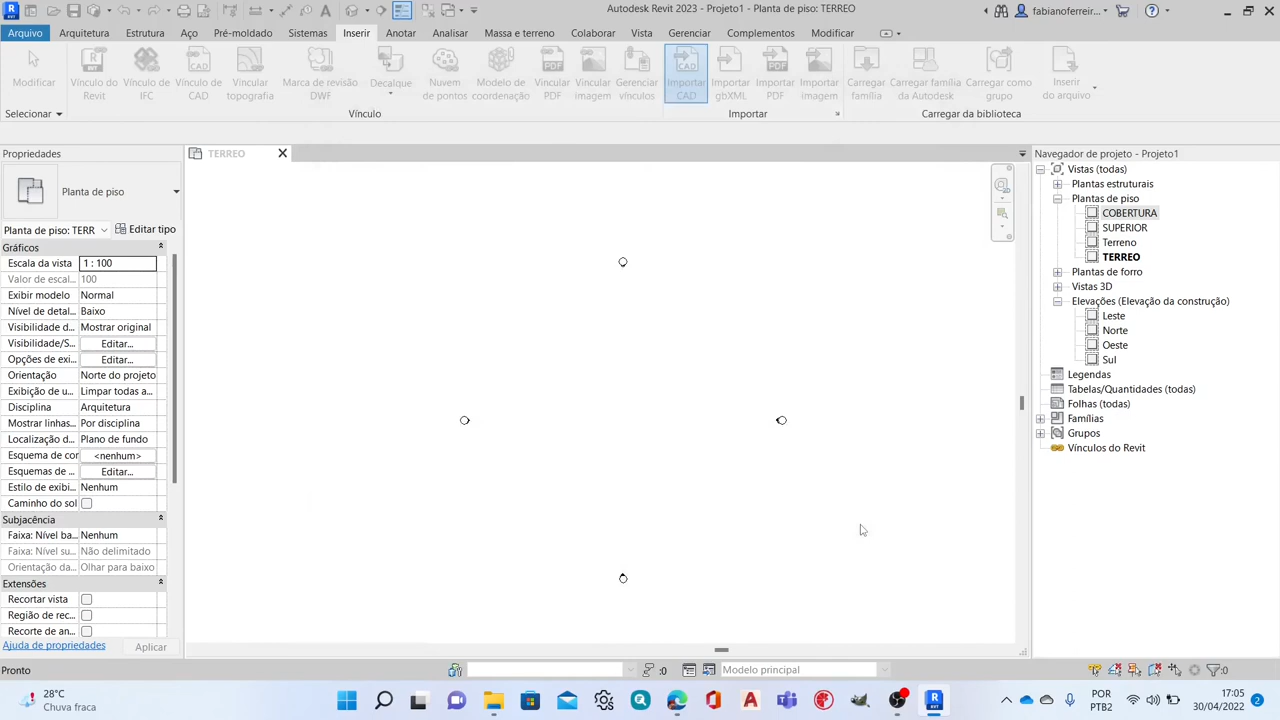 Autodesk Revit 2023 - Projeto1 - Planta de piso: TERREO
fabianoferreir...
Arquivo Arquitetura Estrutura Aço Pré-moldado Sistemas Inserir Anotar Analisar Massa e terreno Colaborar Vista Gerenciar Complementos Modificar
Modificar
Vínculo do Revit
Vínculo de IFC
Vínculo de CAD
Vincular topografia
Marca de revisão DWF
Decalque
Nuvem de pontos
Modelo de coordenação
Vincular PDF
Vincular imagem
Gerenciar vínculos
Importar CAD
Importar gbXML
Importar PDF
Importar imagem
Carregar família
Carregar família da Autodesk
Carregar como grupo
Inserir do arquivo
Selecionar
Vínculo
Importar
Carregar da biblioteca
Propriedades
Planta de piso
Planta de piso: TERR
Editar tipo
Gráficos
Escala da vista 1 : 100
Valor de escal... 100
Exibir modelo Normal
Nível de detal... Baixo
Visibilidade d... Mostrar original
Visibilidade/S... Editar...
Opções de exi... Editar...
Orientação Norte do projeto
Exibição de u... Limpar todas a...
Disciplina Arquitetura
Mostrar linhas... Por disciplina
Localização d... Plano de fundo
Esquema de cor <nenhum>
Esquemas de ... Editar...
Estilo de exibi... Nenhum
Caminho do sol
Subjacência
Faixa: Nível ba... Nenhum
Faixa: Nível su... Não delimitado
Orientação da... Olhar para baixo
Extensões
Recortar vista
Região de rec...
Recorte de an...
Ajuda de propriedades
Aplicar
TERREO
Navegador de projeto - Projeto1
Vistas (todas)
Plantas estruturais
Plantas de piso
COBERTURA
SUPERIOR
Terreno
TERREO
Plantas de forro
Vistas 3D
Elevações (Elevação da construção)
Leste
Norte
Oeste
Sul
Legendas
Tabelas/Quantidades (todas)
Folhas (todas)
Famílias
Grupos
Vínculos do Revit
Pronto
:0
Modelo principal
:0
28°C
Chuva fraca
POR
PTB2
17:05
30/04/2022
2